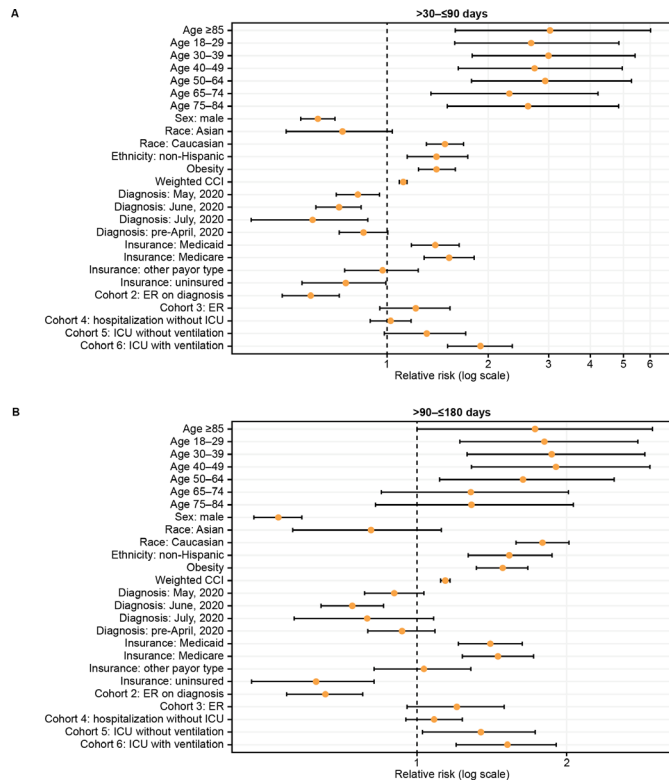 A
>30–≤90 days
Age ≥85
Age 18–29
Age 30–39
Age 40–49
Age 50–64
Age 65–74
Age 75–84
Sex: male
Race: Asian
Race: Caucasian
Ethnicity: non-Hispanic
Obesity
Weighted CCI
Diagnosis: May, 2020
Diagnosis: June, 2020
Diagnosis: July, 2020
Diagnosis: pre-April, 2020
Insurance: Medicaid
Insurance: Medicare
Insurance: other payor type
Insurance: uninsured
Cohort 2: ER on diagnosis
Cohort 3: ER
Cohort 4: hospitalization without ICU
Cohort 5: ICU without ventilation
Cohort 6: ICU with ventilation
1 2 3 4 5 6
Relative risk (log scale)
B
>90–≤180 days
Age ≥85
Age 18–29
Age 30–39
Age 40–49
Age 50–64
Age 65–74
Age 75–84
Sex: male
Race: Asian
Race: Caucasian
Ethnicity: non-Hispanic
Obesity
Weighted CCI
Diagnosis: May, 2020
Diagnosis: June, 2020
Diagnosis: July, 2020
Diagnosis: pre-April, 2020
Insurance: Medicaid
Insurance: Medicare
Insurance: other payor type
Insurance: uninsured
Cohort 2: ER on diagnosis
Cohort 3: ER
Cohort 4: hospitalization without ICU
Cohort 5: ICU without ventilation
Cohort 6: ICU with ventilation
1 2
Relative risk (log scale)